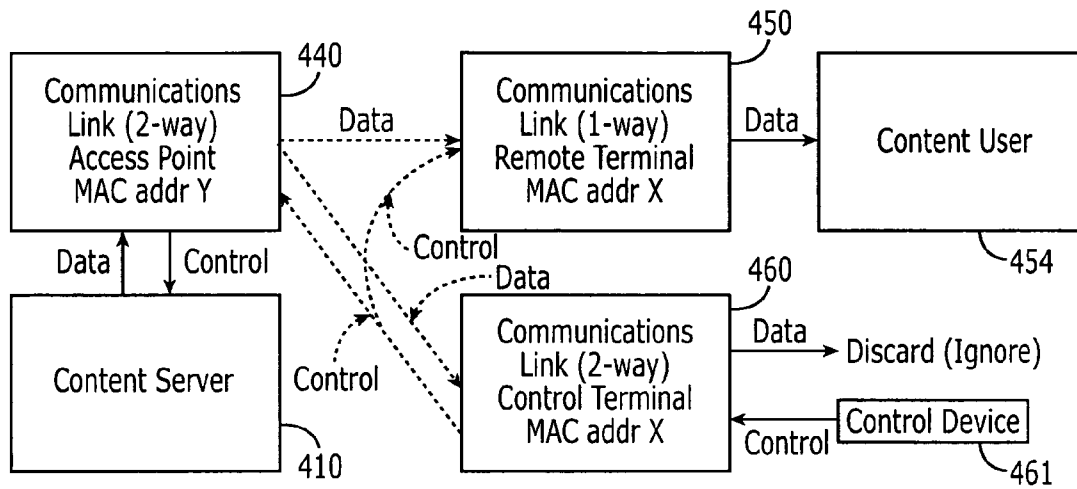 440
Communications
Link (2-way)
Access Point
MAC addr Y
Data
450
Communications
Link (1-way)
Remote Terminal
MAC addr X
Data
Content User
454
Data
Control
Control
Data
Control
Content Server
410
460
Communications
Link (2-way)
Control Terminal
MAC addr X
Data
Discard (Ignore)
Control
Control Device
461